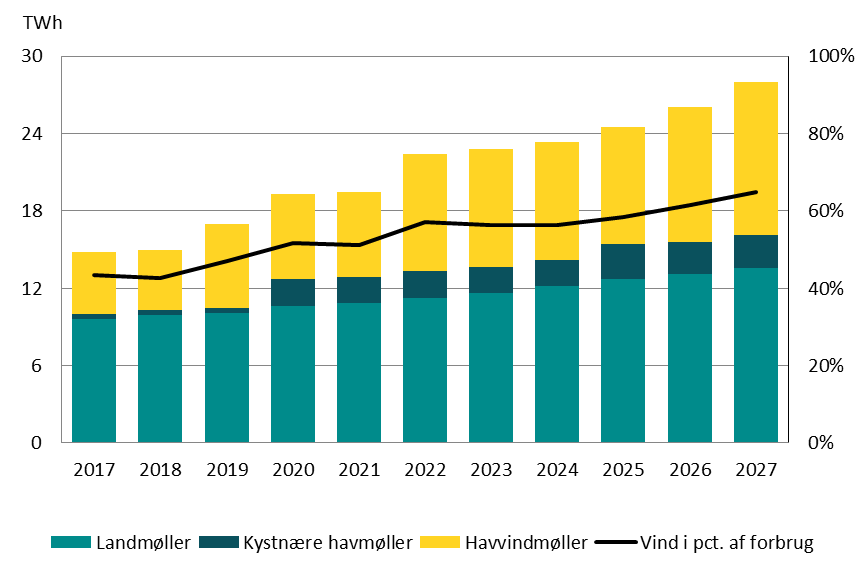 TWh
30 100%
24 80%
18 60%
12 40%
6 20%
0 0%
2017 2018 2019 2020 2021 2022 2023 2024 2025 2026 2027
Landmøller Kystnære havmøller Havvindmøller Vind i pct. af forbrug